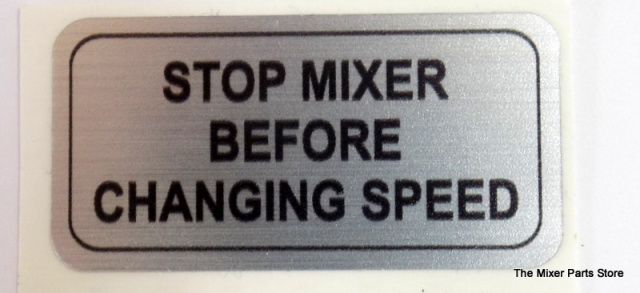 STOP MIXER
BEFORE
CHANGING SPEED
The Mixer Parts Store